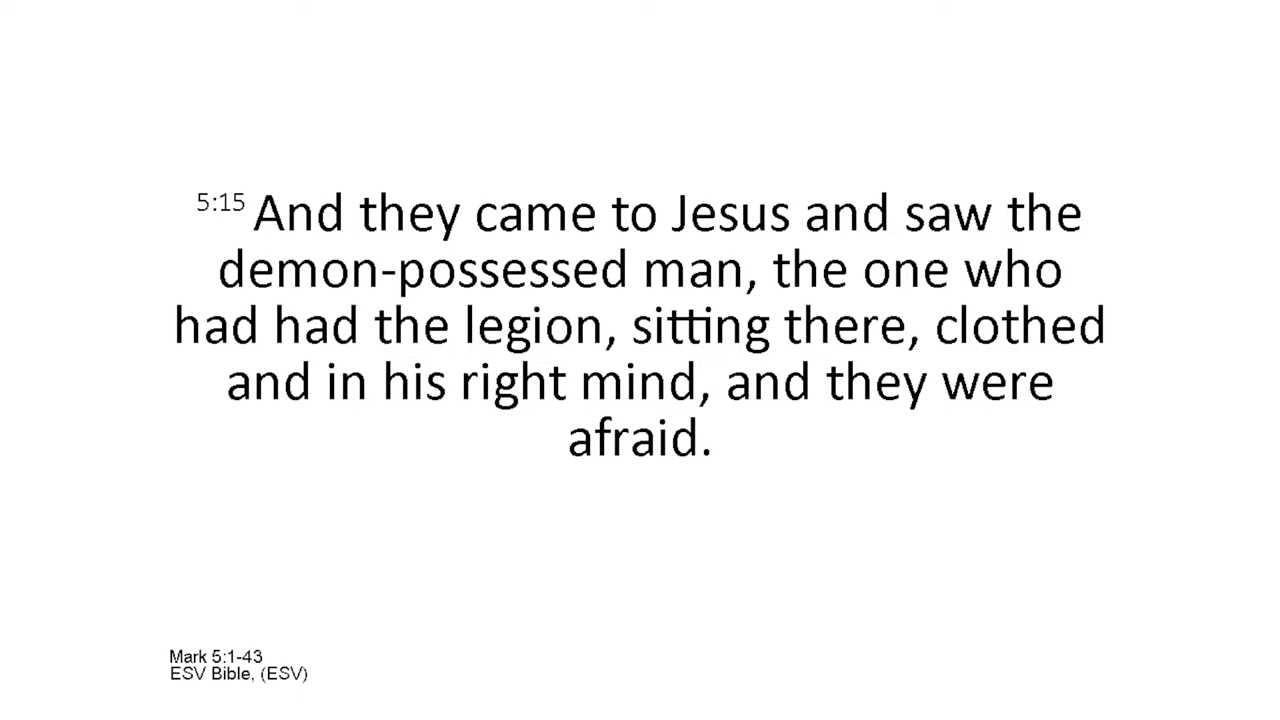 5:15 And they came to Jesus and saw the
demon-possessed man, the one who
had had the legion, sitting there, clothed
and in his right mind, and they were
afraid.
Mark 5:1-43
ESV Bible, (ESV)